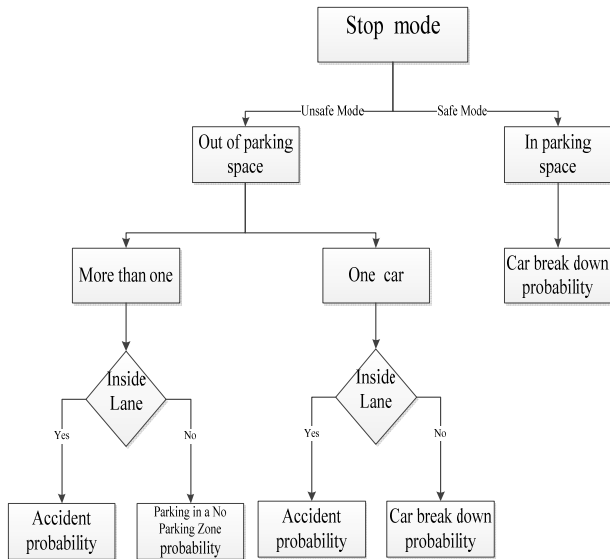 Stop mode
Unsafe Mode
Safe Mode
Out of parking
space
In parking
space
More than one
One car
Car break down
probability
Inside
Lane
Inside
Lane
Yes
No
Yes
No
Accident
probability
Parking in a No
Parking Zone
probability
Accident
probability
Car break down
probability